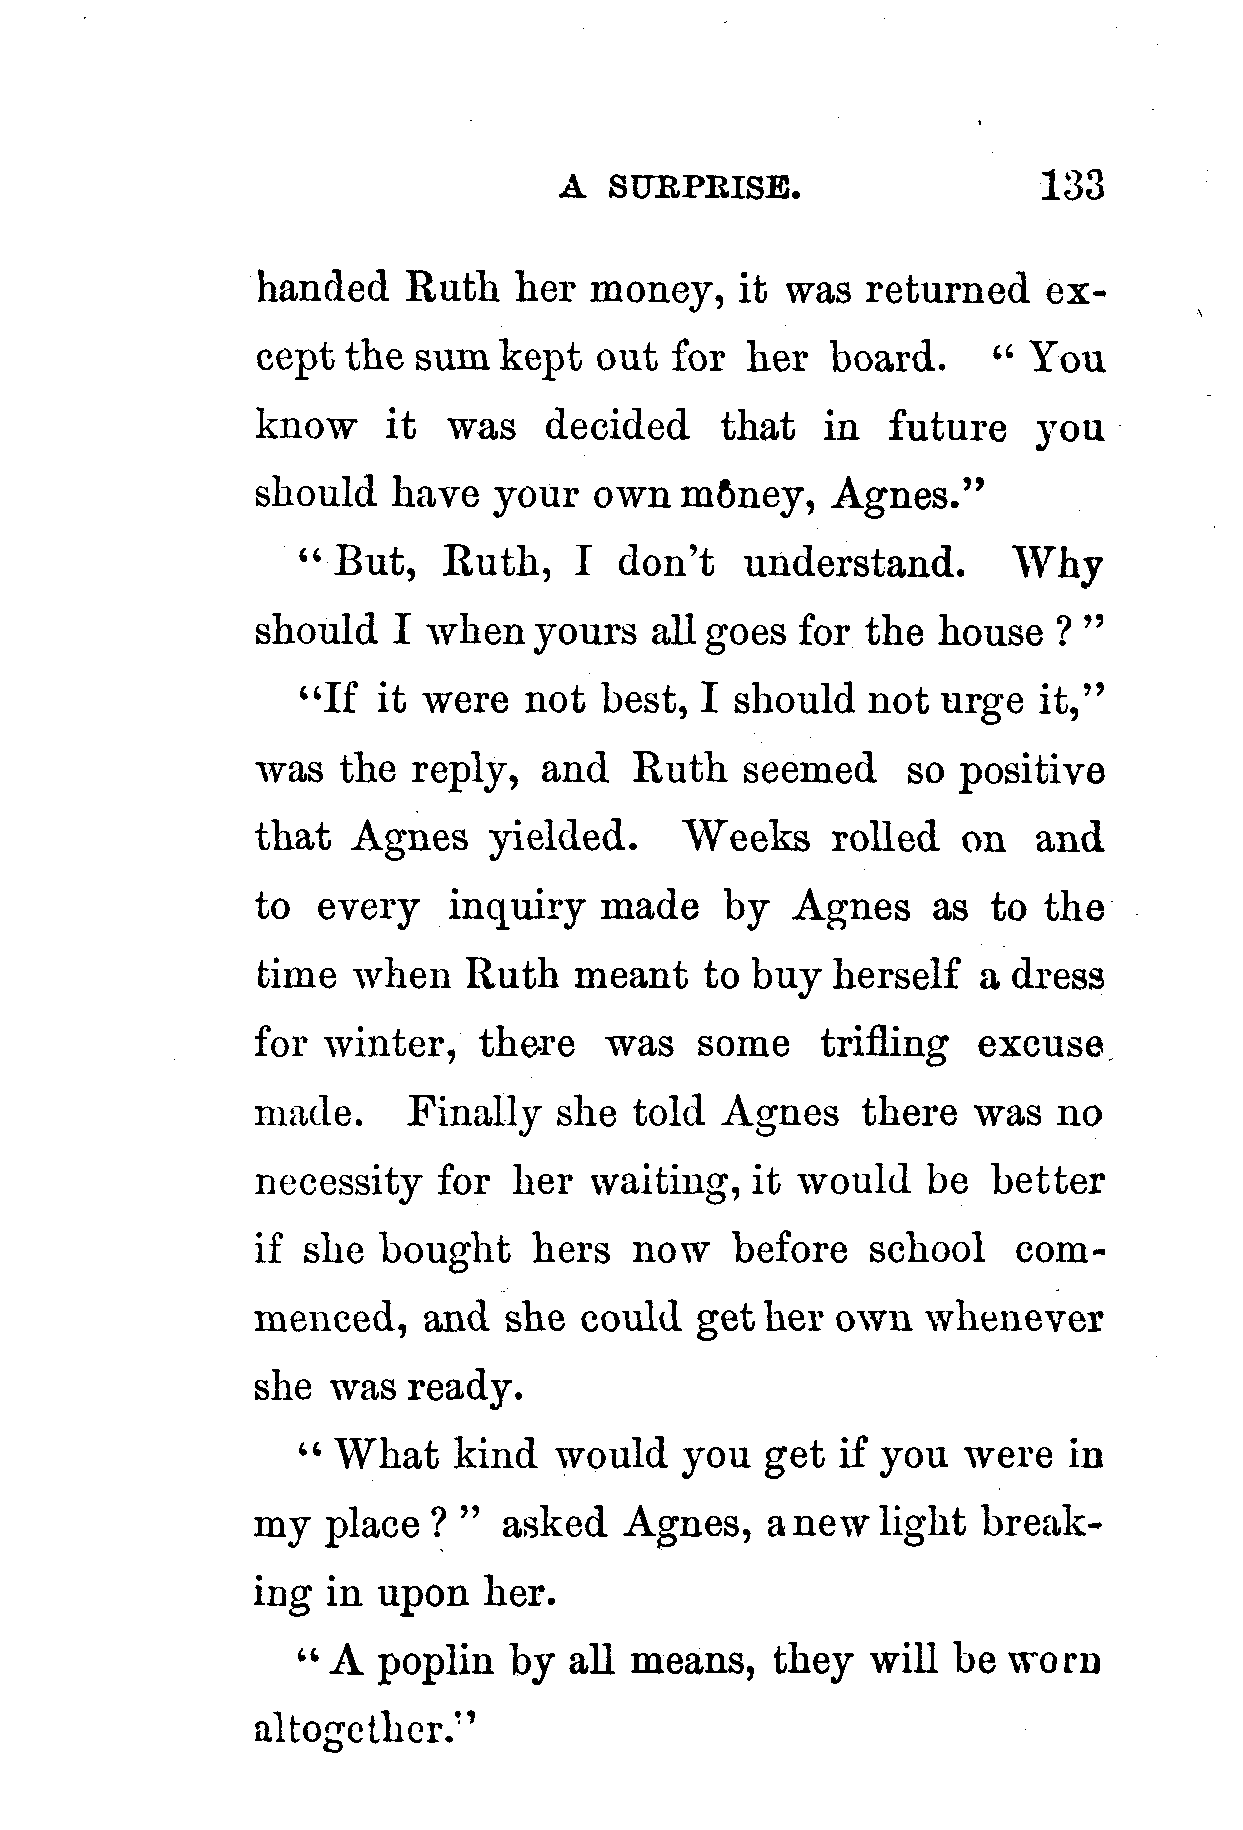 A SURPRISE. 133
handed Ruth her money, it was returned ex-
cept the sum kept out for her board. “ You
know it was decided that in future you
should have your own money, Agnes.”
“ But, Ruth, I don’t understand. Why
should I when yours all goes for the house ? ”
“If it were not best, I should not urge it,”
was the reply, and Ruth seemed so positive
that Agnes yielded. Weeks rolled on and
to every inquiry made by Agnes as to the
time when Ruth meant to buy herself a dress
for winter, there was some trifling excuse
made. Finally she told Agnes there was no
necessity for her waiting, it would be better
if she bought hers now before school com-
menced, and she could get her own whenever
she was ready.
“ What kind would you get if you were in
my place ? ” asked Agnes, a new light break-
ing in upon her.
“ A poplin by all means, they will be worn
altogether.”